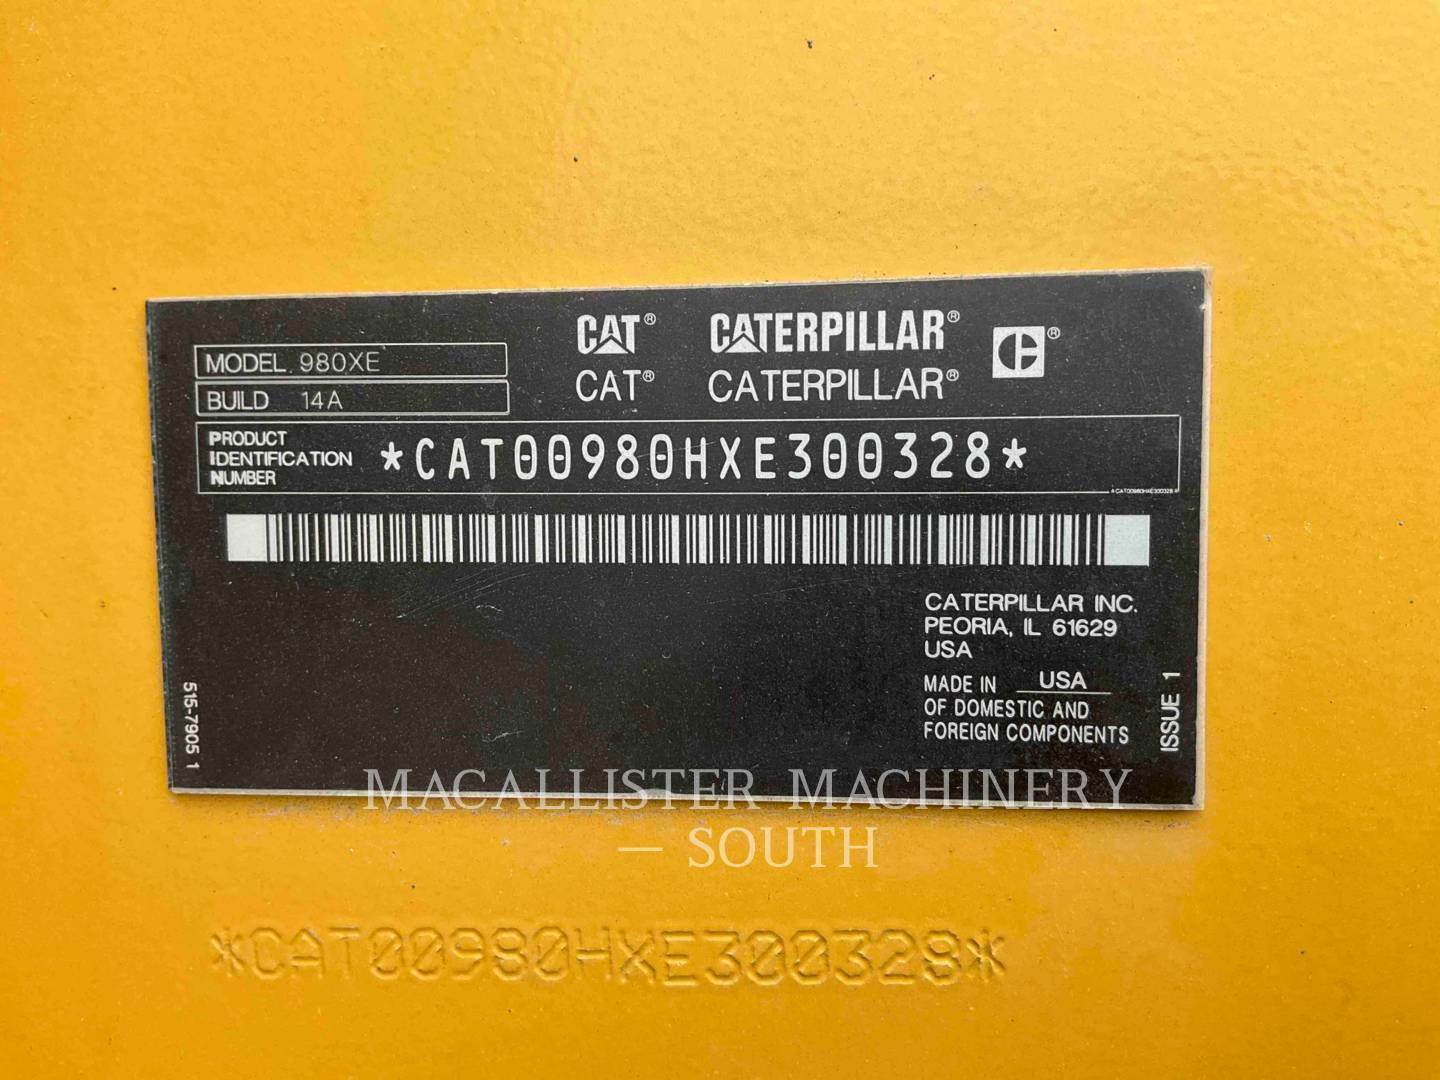 MODEL 980XE
BUILD 14A
CAT® CATERPILLAR® C®
CAT® CATERPILLAR®
PRODUCT IDENTIFICATION NUMBER *CAT00980HXE300328*
*CAT00980HXE300328*
CATERPILLAR INC.
PEORIA, IL 61629
USA
MADE IN USA
OF DOMESTIC AND
FOREIGN COMPONENTS
ISSUE 1
515-7905 1
MACALLISTER MACHINERY
— SOUTH
*CAT00980HXE300328*